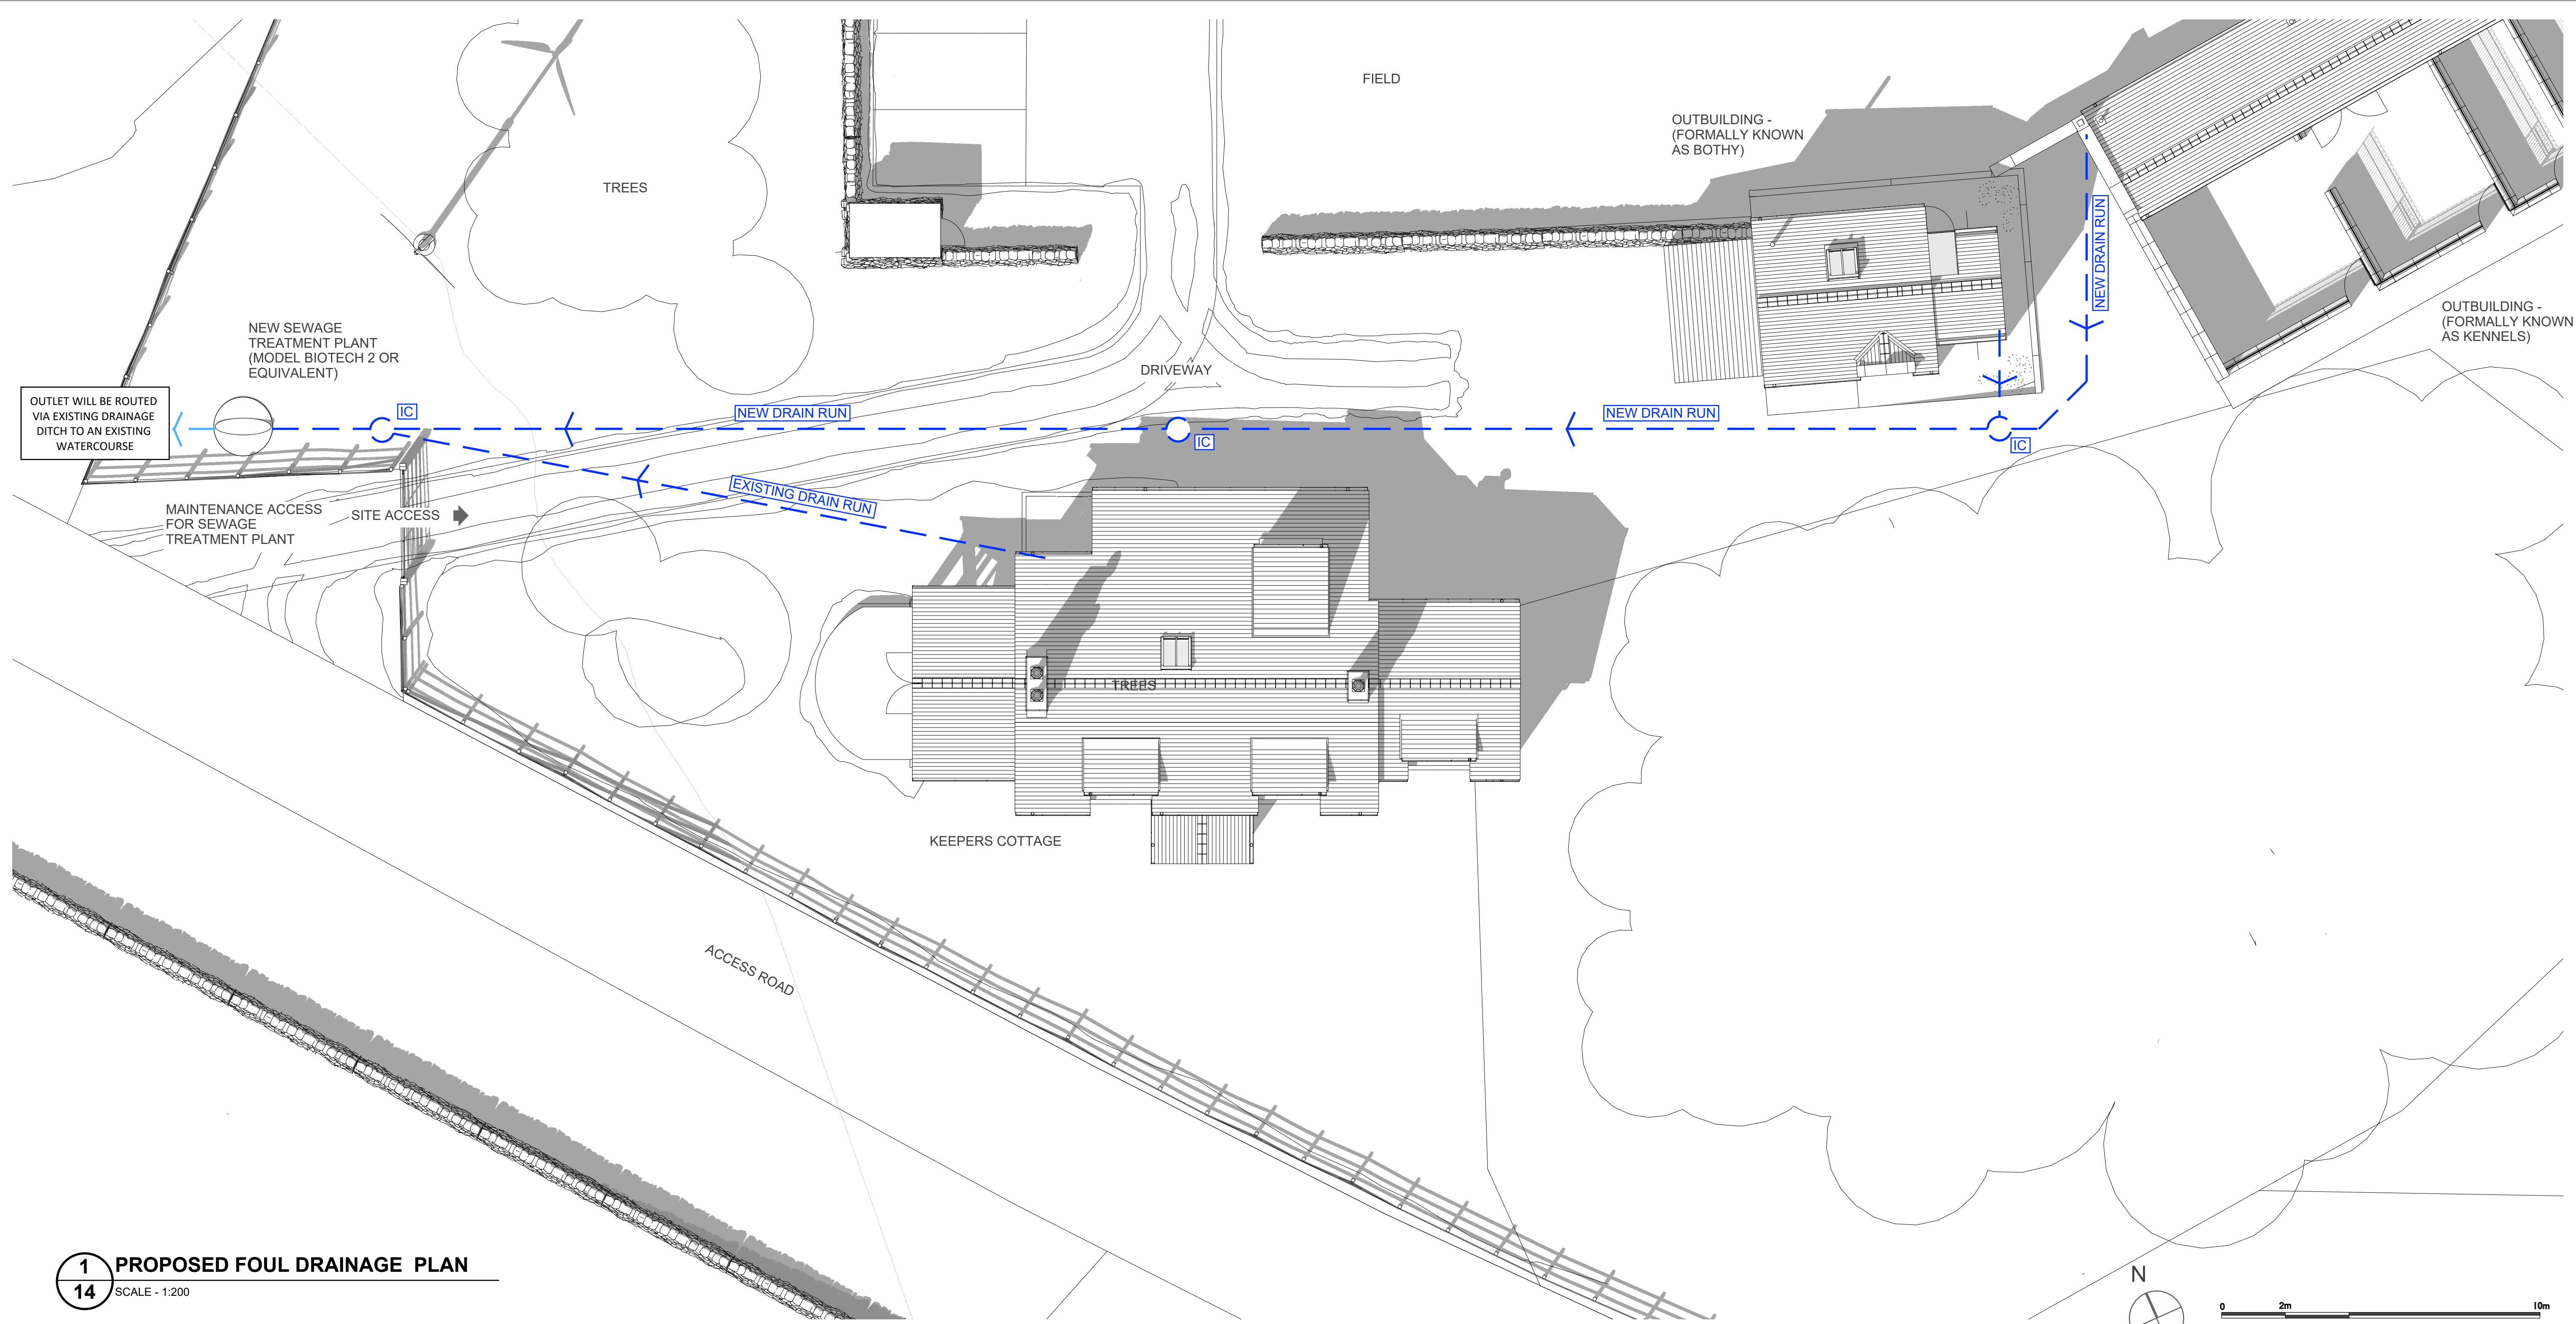 FIELD
OUTBUILDING -
(FORMALLY KNOWN
AS BOTHY)
TREES
NEW DRAIN RUN
OUTBUILDING -
(FORMALLY KNOWN
AS KENNELS)
NEW SEWAGE
TREATMENT PLANT
(MODEL BIOTECH 2 OR
EQUIVALENT)
DRIVEWAY
OUTLET WILL BE ROUTED
VIA EXISTING DRAINAGE
DITCH TO AN EXISTING
WATERCOURSE
IC
NEW DRAIN RUN
IC
NEW DRAIN RUN
IC
EXISTING DRAIN RUN
MAINTENANCE ACCESS
FOR SEWAGE
TREATMENT PLANT
SITE ACCESS
TREES
KEEPERS COTTAGE
ACCESS ROAD
1
14
PROPOSED FOUL DRAINAGE PLAN
SCALE - 1:200
N
0 2m 10m